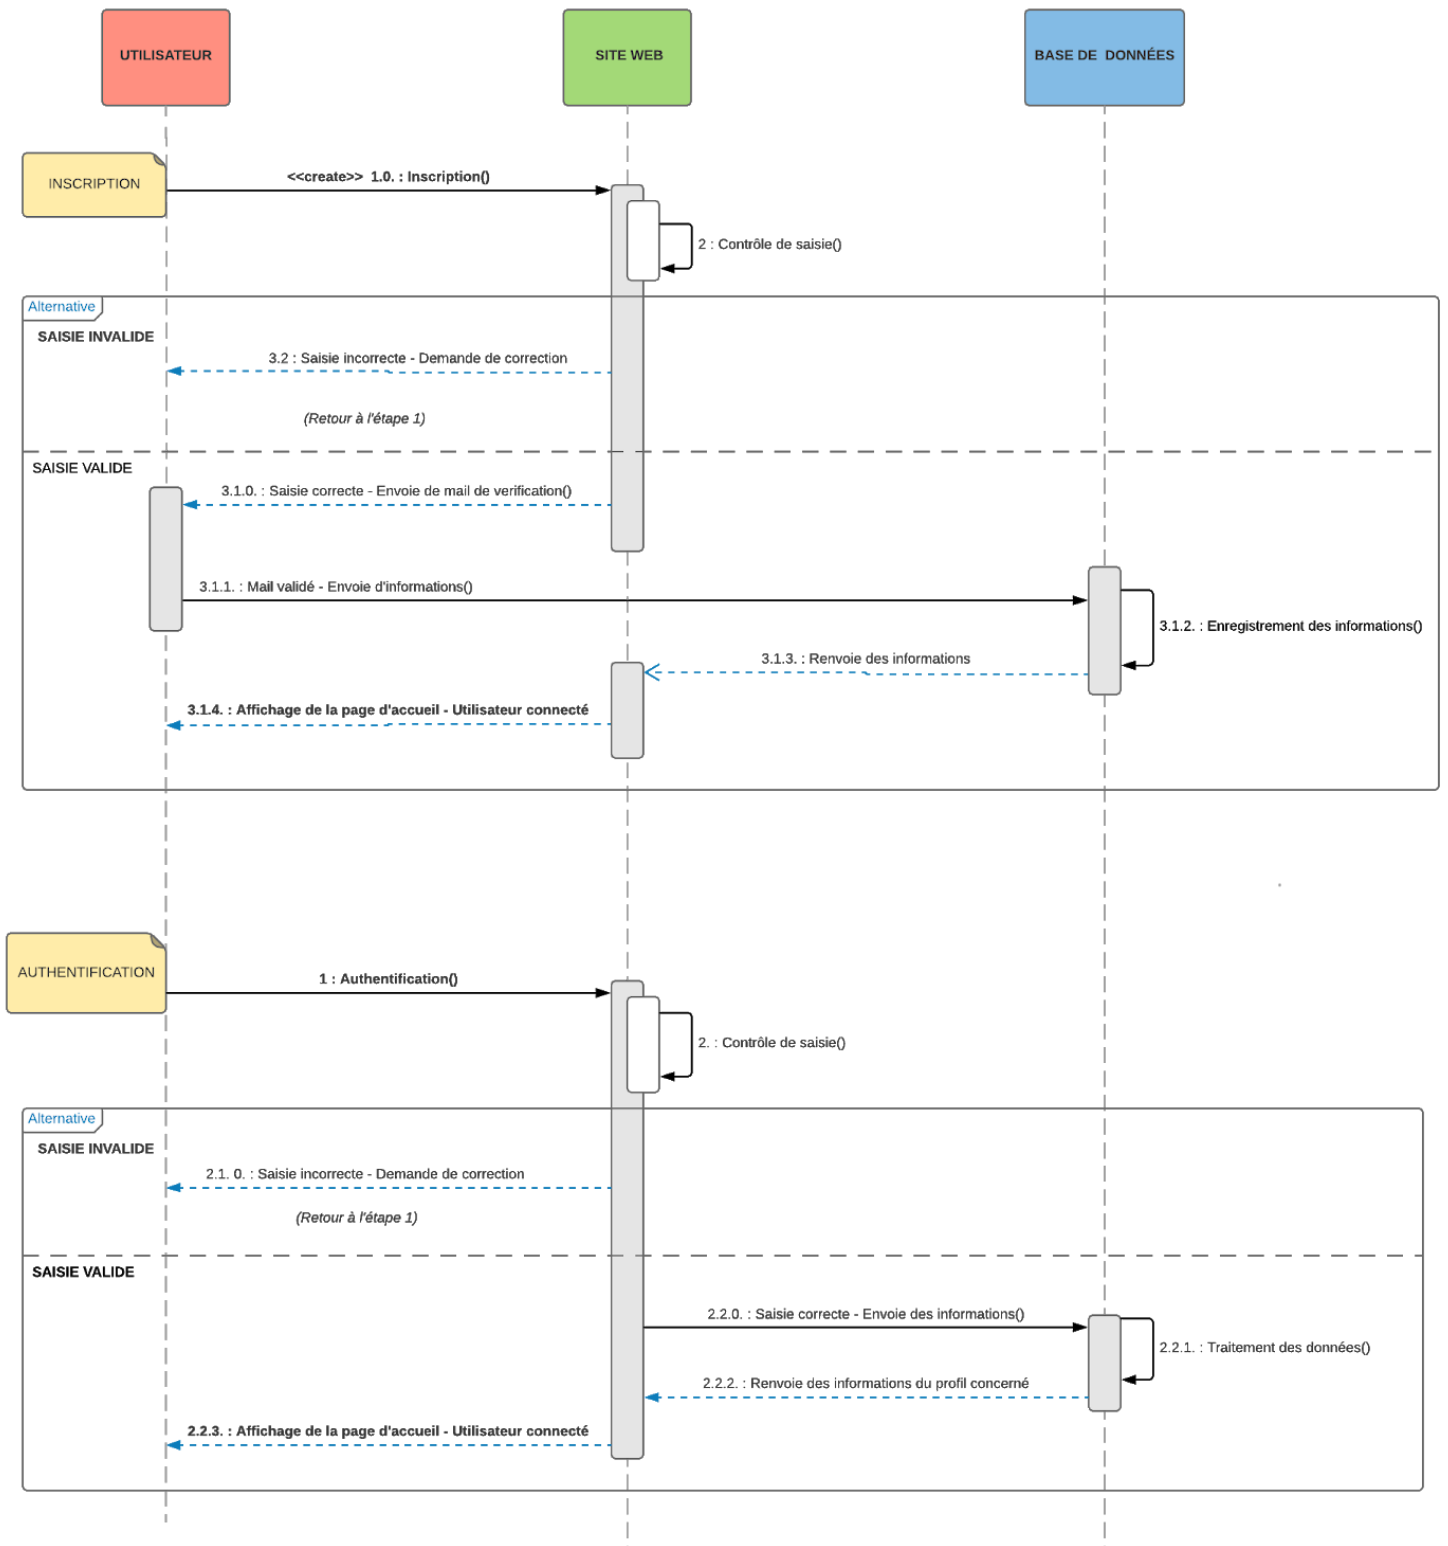 UTILISATEUR
SITE WEB
BASE DE  DONNÉES
INSCRIPTION
<<create>>  1.0. : Inscription()
2 : Contrôle de saisie()
Alternative
SAISIE INVALIDE
3.2 : Saisie incorrecte - Demande de correction
(Retour à l'étape 1)
SAISIE VALIDE
3.1.0. : Saisie correcte - Envoie de mail de verification()
3.1.1. : Mail validé - Envoie d'informations()
3.1.2. : Enregistrement des informations()
3.1.3. : Renvoie des informations
3.1.4. : Affichage de la page d'accueil - Utilisateur connecté
AUTHENTIFICATION
1 : Authentification()
2. : Contrôle de saisie()
Alternative
SAISIE INVALIDE
2.1. 0. : Saisie incorrecte - Demande de correction
(Retour à l'étape 1)
SAISIE VALIDE
2.2.0. : Saisie correcte - Envoie des informations()
2.2.1. : Traitement des données()
2.2.2. : Renvoie des informations du profil concerné
2.2.3. : Affichage de la page d'accueil - Utilisateur connecté